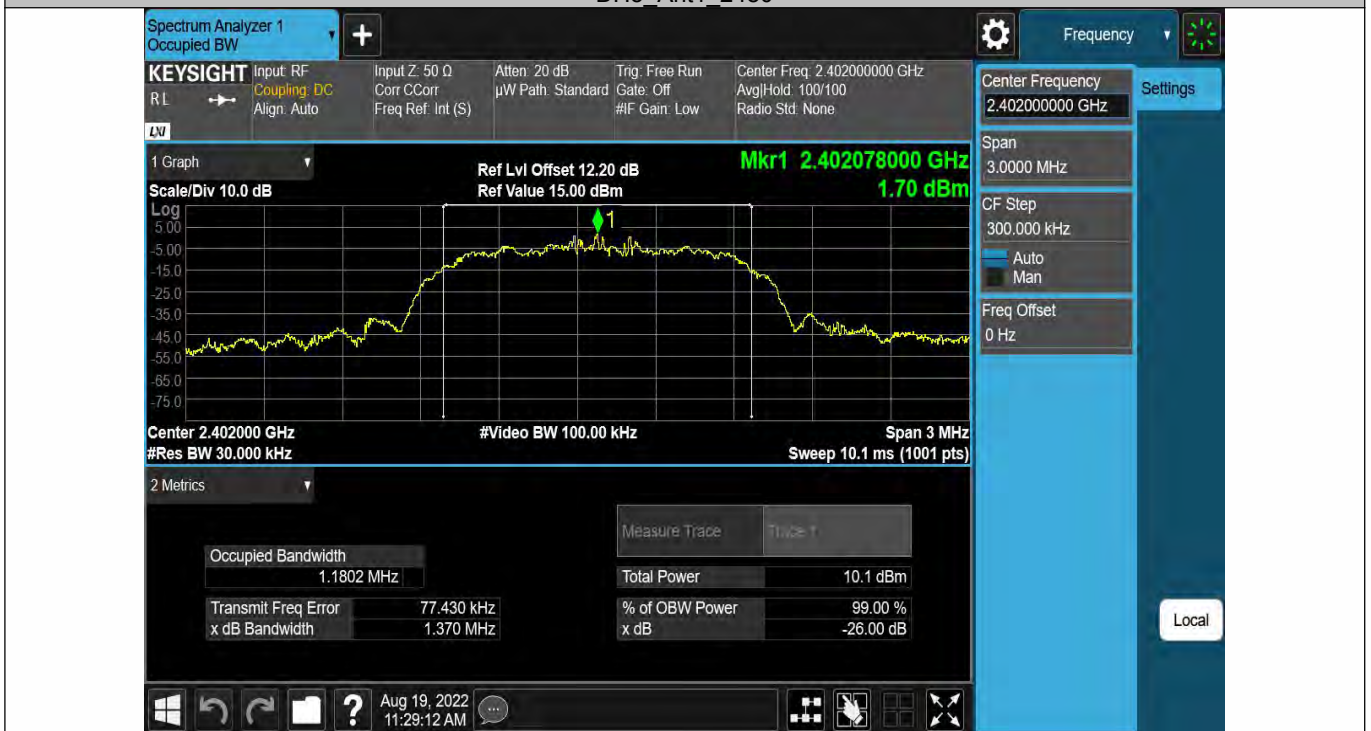 Spectrum Analyzer 1
Occupied BW
Frequency
KEYSIGHT
R L
LXI
Input: RF
Coupling: DC
Align: Auto
Input Z: 50 Ω
Corr CCorr
Freq Ref: Int (S)
Atten: 20 dB
µW Path: Standard
Trig: Free Run
Gate: Off
#IF Gain: Low
Center Freq: 2.402000000 GHz
Avg|Hold: 100/100
Radio Std: None
Center Frequency
2.402000000 GHz
Settings
Span
3.0000 MHz
CF Step
300.000 kHz
Auto
Man
Freq Offset
0 Hz
Local
1 Graph
Scale/Div 10.0 dB
Ref Lvl Offset 12.20 dB
Ref Value 15.00 dBm
Mkr1 2.402078000 GHz
1.70 dBm
Log
5.00
-5.00
-15.0
-25.0
-35.0
-45.0
-55.0
-65.0
-75.0
1
Center 2.402000 GHz
#Video BW 100.00 kHz
Span 3 MHz
#Res BW 30.000 kHz
Sweep 10.1 ms (1001 pts)
2 Metrics
Measure Trace
Trace 1
Occupied Bandwidth
1.1802 MHz
Total Power 10.1 dBm
Transmit Freq Error 77.430 kHz
% of OBW Power 99.00 %
x dB Bandwidth 1.370 MHz
x dB -26.00 dB
Aug 19, 2022
11:29:12 AM